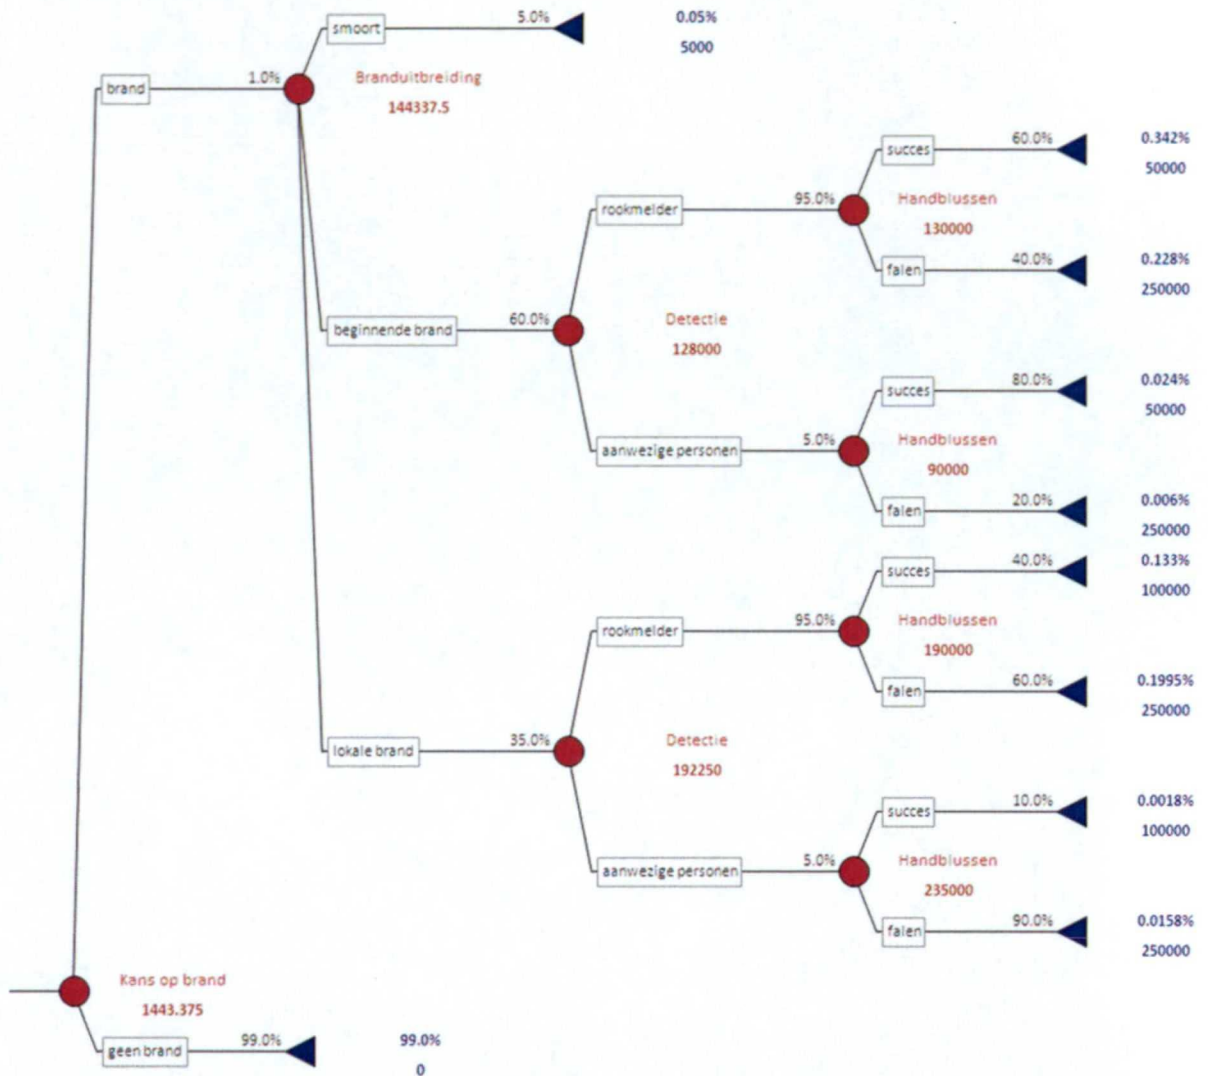 smoort 5.0% 0.05%
5000
brand 1.0% Branduitbreiding
144337.5
succes 60.0% 0.342%
50000
rookmelder 95.0% Handblussen
130000
falen 40.0% 0.228%
250000
beginnende brand 60.0% Detectie
128000
succes 80.0% 0.024%
50000
aanwezige personen 5.0% Handblussen
90000
falen 20.0% 0.006%
250000
succes 40.0% 0.133%
100000
rookmelder 95.0% Handblussen
190000
falen 60.0% 0.1995%
250000
lokale brand 35.0% Detectie
192250
succes 10.0% 0.0018%
100000
aanwezige personen 5.0% Handblussen
235000
falen 90.0% 0.0158%
250000
Kans op brand
1443.375
geen brand 99.0% 99.0%
0